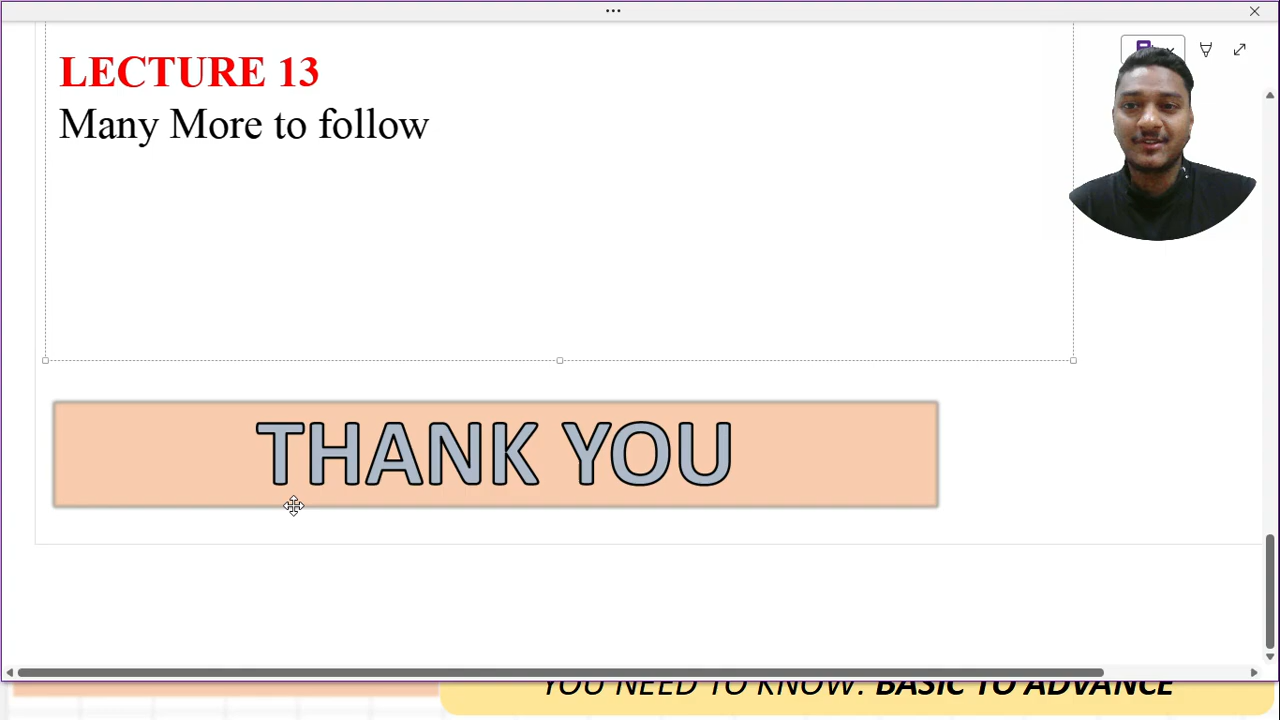 LECTURE 13
Many More to follow
THANK YOU
YOU NEED TO KNOW: BASIC TO ADVANCE